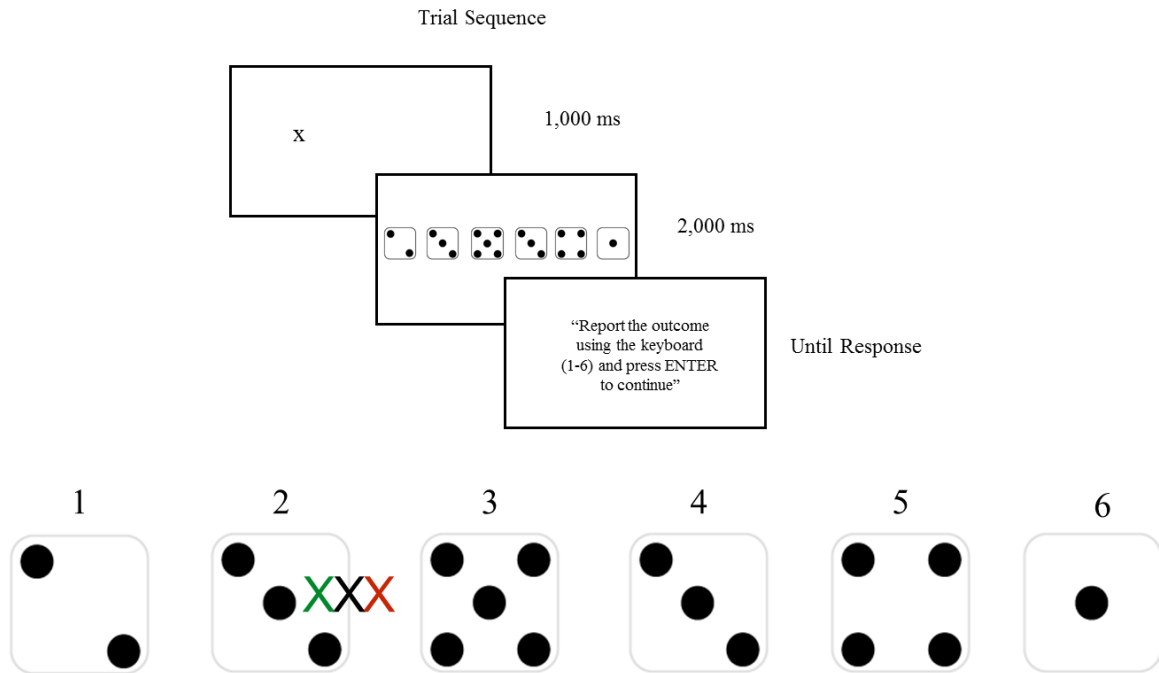 Trial Sequence
x
1,000 ms
2,000 ms
“Report the outcome
using the keyboard
(1-6) and press ENTER
to continue”
Until Response
1 2 3 4 5 6
XXX